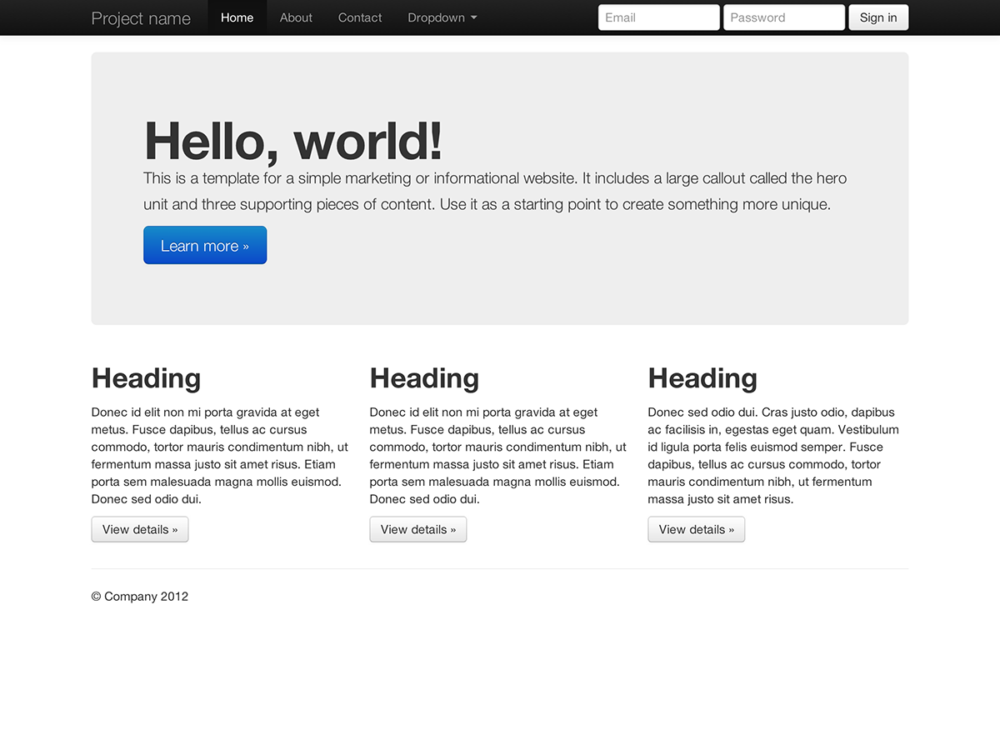 Project name Home About Contact Dropdown Email Password Sign in
Hello, world!
This is a template for a simple marketing or informational website. It includes a large callout called the hero
unit and three supporting pieces of content. Use it as a starting point to create something more unique.
Learn more »
Heading
Donec id elit non mi porta gravida at eget
metus. Fusce dapibus, tellus ac cursus
commodo, tortor mauris condimentum nibh, ut
fermentum massa justo sit amet risus. Etiam
porta sem malesuada magna mollis euismod.
Donec sed odio dui.
View details »
Heading
Donec id elit non mi porta gravida at eget
metus. Fusce dapibus, tellus ac cursus
commodo, tortor mauris condimentum nibh, ut
fermentum massa justo sit amet risus. Etiam
porta sem malesuada magna mollis euismod.
Donec sed odio dui.
View details »
Heading
Donec sed odio dui. Cras justo odio, dapibus
ac facilisis in, egestas eget quam. Vestibulum
id ligula porta felis euismod semper. Fusce
dapibus, tellus ac cursus commodo, tortor
mauris condimentum nibh, ut fermentum
massa justo sit amet risus.
View details »
© Company 2012